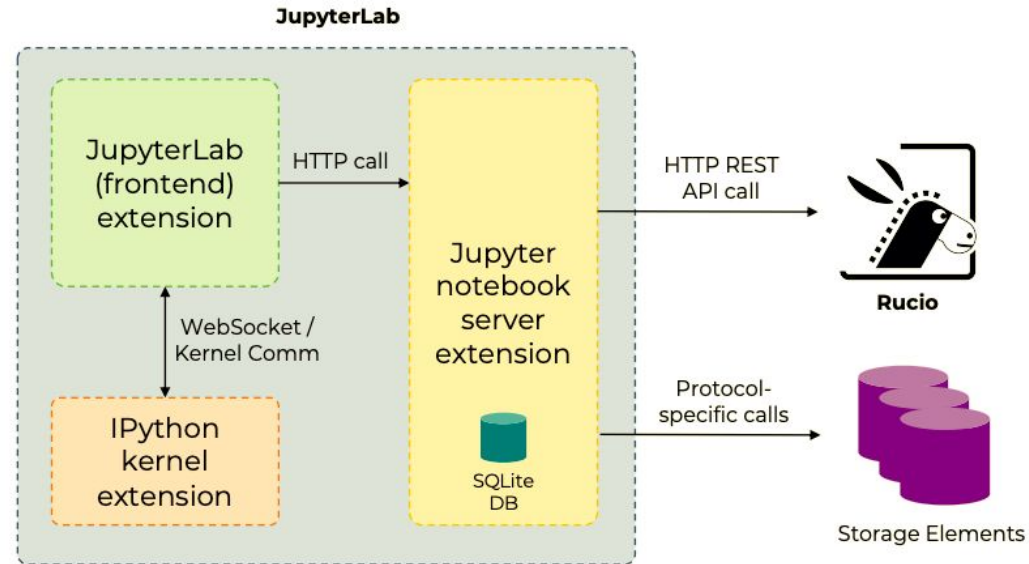 JupyterLab
JupyterLab
(frontend)
extension
HTTP call
Jupyter
notebook
server
extension
HTTP REST
API call
Rucio
WebSocket /
Kernel Comm
IPython
kernel
extension
SQLite
DB
Protocol-
specific calls
Storage Elements